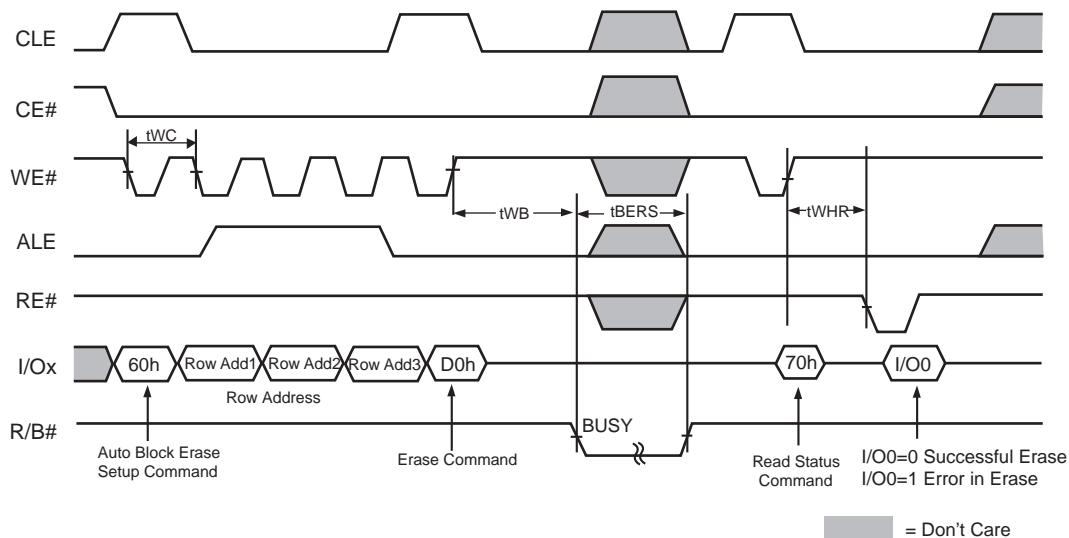 CLE
CE#
tWC
WE#
tWB
tBERS
tWHR
ALE
RE#
I/Ox
60h
Row Add1
Row Add2
Row Add3
D0h
70h
I/O0
Row Address
R/B#
BUSY
Auto Block Erase
Setup Command
Erase Command
Read Status
Command
I/O0=0 Successful Erase
I/O0=1 Error in Erase
= Don't Care